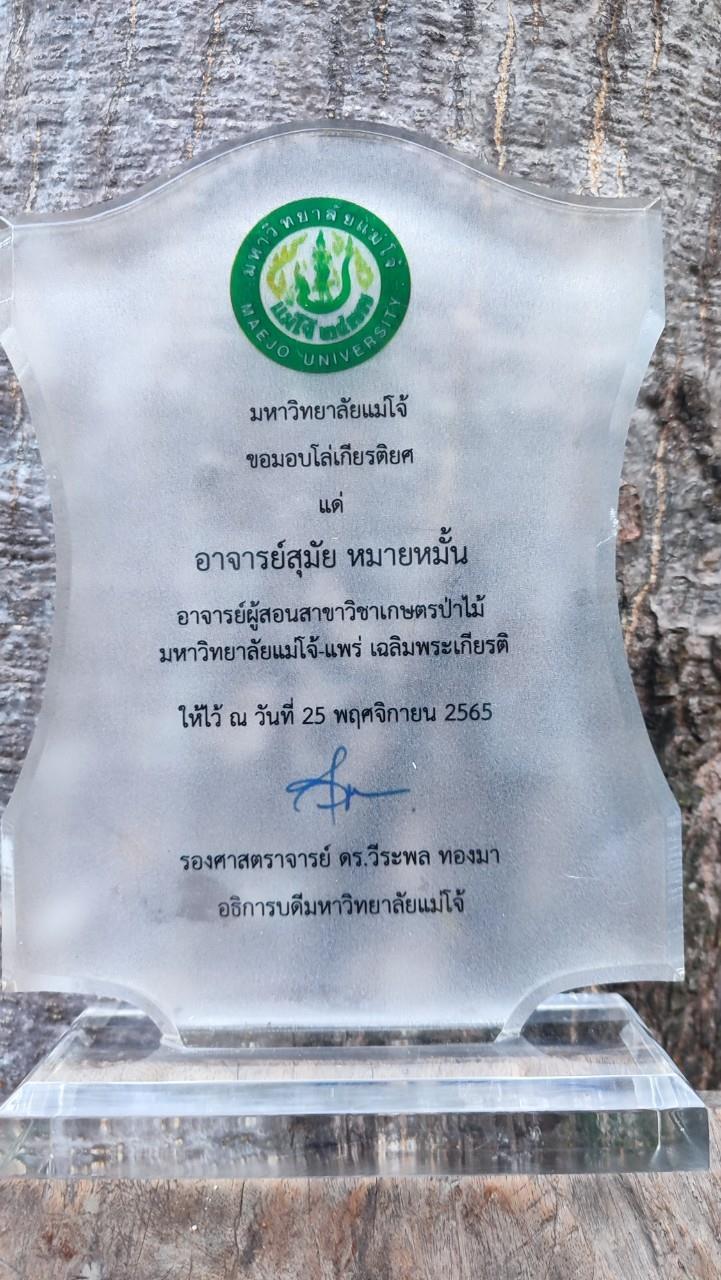 มหาวิทยาลัยแม่โจ้
แม่โจ้ ๒๔๗๗
MAEJO UNIVERSITY
มหาวิทยาลัยแม่โจ้
ขอมอบโล่เกียรติยศ
แด่
อาจารย์สุมัย หมายหมั้น
อาจารย์ผู้สอนสาขาวิชาเกษตรป่าไม้
มหาวิทยาลัยแม่โจ้-แพร่ เฉลิมพระเกียรติ
ให้ไว้ ณ วันที่ 25 พฤศจิกายน 2565
รองศาสตราจารย์ ดร.วีระพล ทองมา
อธิการบดีมหาวิทยาลัยแม่โจ้